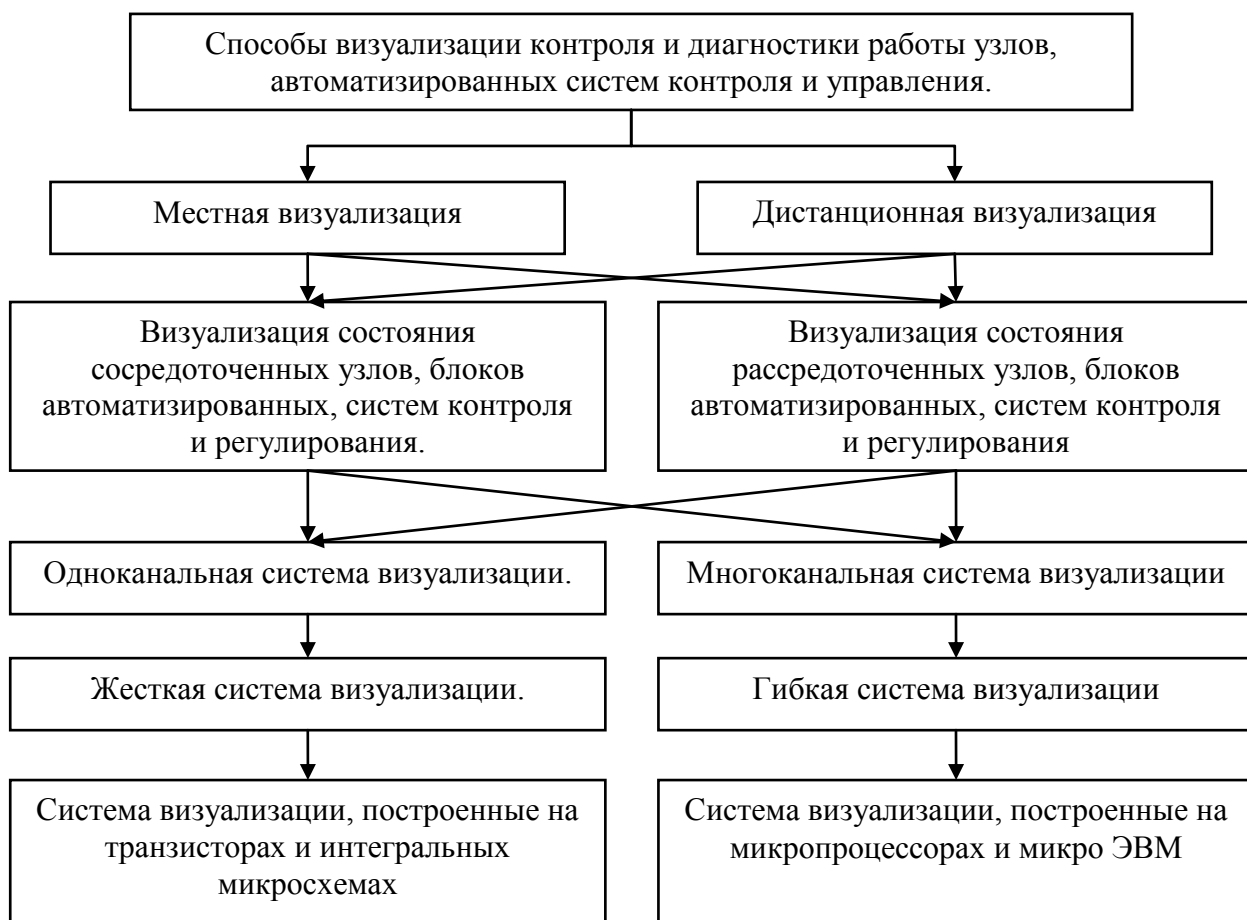 Способы визуализации контроля и диагностики работы узлов,
автоматизированных систем контроля и управления.
Местная визуализация
Дистанционная визуализация
Визуализация состояния
сосредоточенных узлов, блоков
автоматизированных, систем контроля
и регулирования.
Визуализация состояния
рассредоточенных узлов, блоков
автоматизированных, систем контроля
и регулирования
Одноканальная система визуализации.
Многоканальная система визуализации
Жесткая система визуализации.
Гибкая система визуализации
Система визуализации, построенные на
транзисторах и интегральных
микросхемах
Система визуализации, построенные на
микропроцессорах и микро ЭВМ